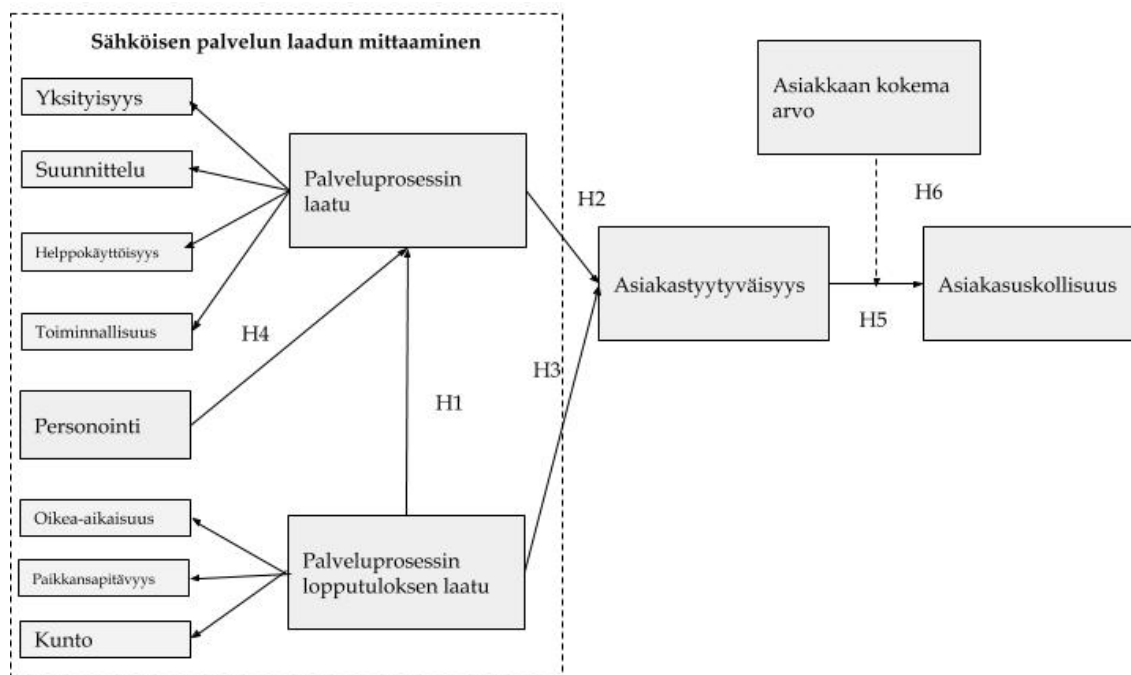 Sähköisen palvelun laadun mittaaminen
Yksityisyys
Suunnittelu
Helppokäyttöisyys
Toiminnallisuus
Personointi
Oikea-aikaisuus
Paikkansapitävyys
Kunto
Palveluprosessin
laatu
H4
H1
Palveluprosessin
lopputuloksen laatu
H2
H3
Asiakastyytyväisyys
Asiakkaan kokema
arvo
H6
H5
Asiakasuskollisuus